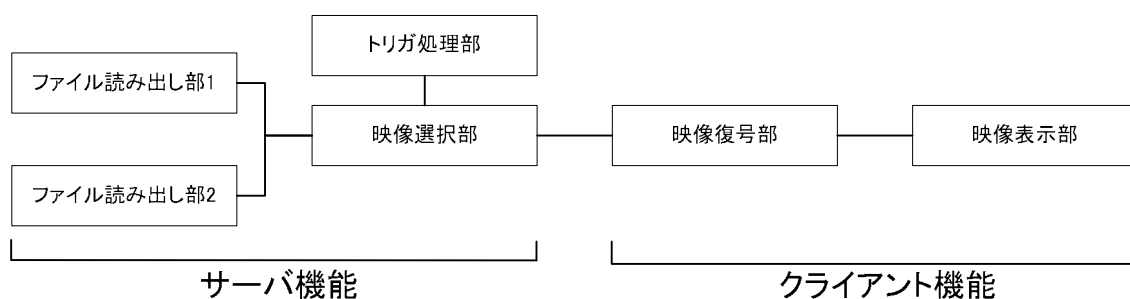 トリガ処理部
ファイル読み出し部1
映像選択部
映像復号部
映像表示部
ファイル読み出し部2
サーバ機能
クライアント機能